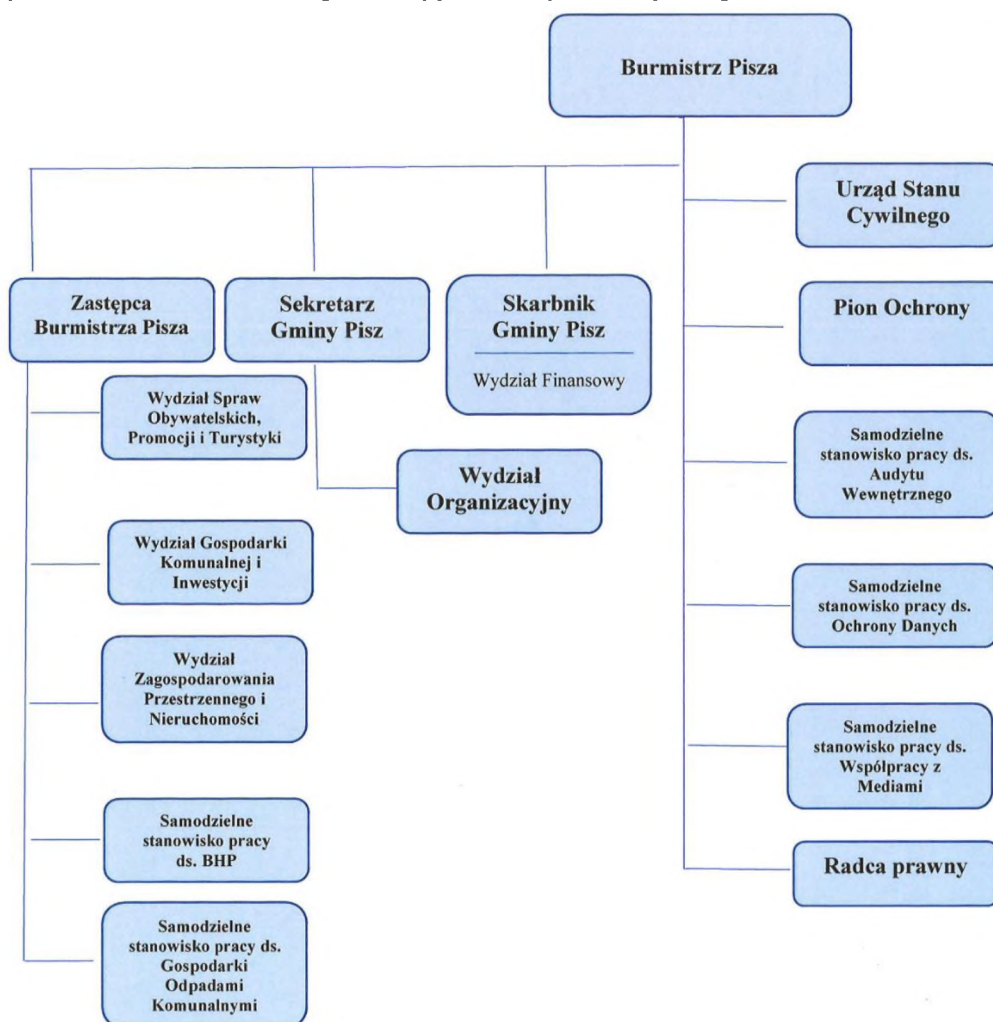 Burmistrz Pisza
Urząd Stanu
Cywilnego
Zastępca
Burmistrza Pisza
Sekretarz
Gminy Pisz
Skarbnik
Gminy Pisz
Wydział Finansowy
Pion Ochrony
Wydział Spraw
Obywatelskich,
Promocji i Turystyki
Wydział
Organizacyjny
Samodzielne
stanowisko pracy ds.
Audytu
Wewnętrznego
Wydział Gospodarki
Komunalnej i
Inwestycji
Samodzielne
stanowisko pracy ds.
Ochrony Danych
Wydział
Zagospodarowania
Przestrzennego i
Nieruchomości
Samodzielne
stanowisko pracy ds.
Współpracy z
Mediami
Samodzielne
stanowisko pracy
ds. BHP
Radca prawny
Samodzielne
stanowisko pracy ds.
Gospodarki
Odpadami
Komunalnymi